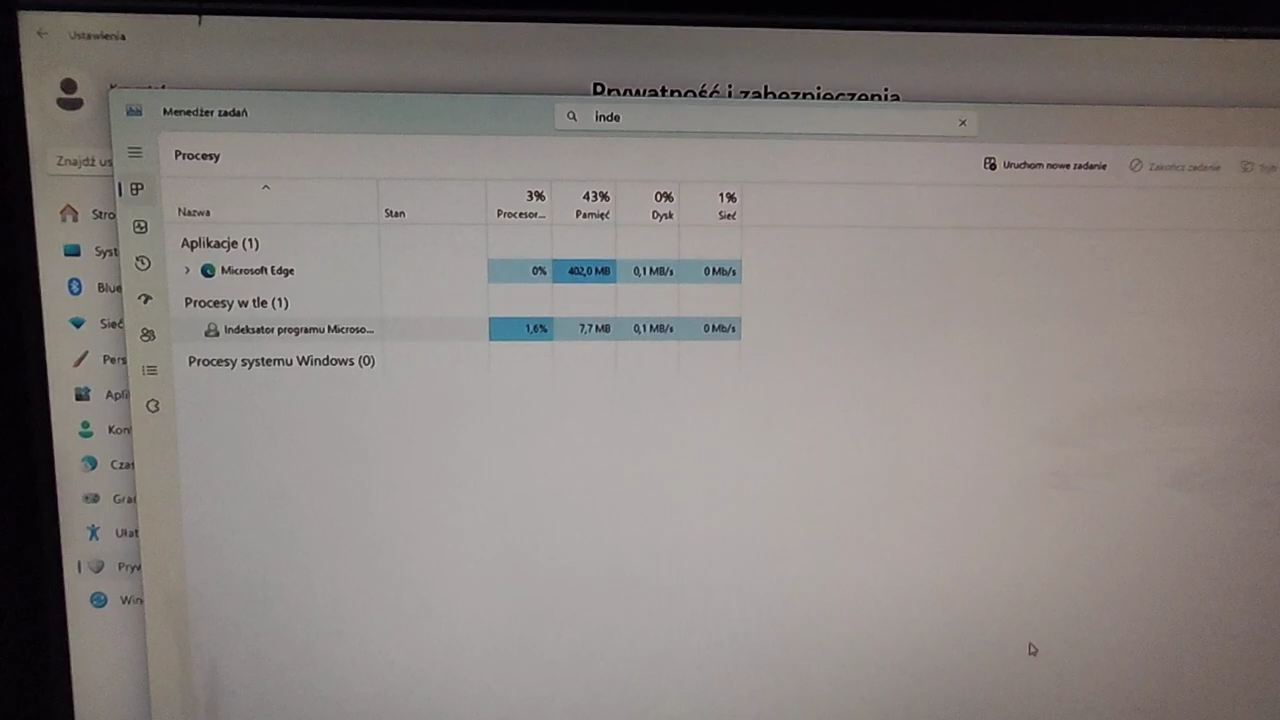 Ustawienia
Prywatność i zabezpieczenia
Menedżer zadań
inde
Znajdź us
Procesy
Uruchom nowe zadanie
Zakończ zadanie
3%
43%
0%
1%
Nazwa
Stan
Procesor...
Pamięć
Dysk
Sieć
Stro
Aplikacje (1)
Syst
Microsoft Edge
0%
402,0 MB
0,1 MB/s
0 Mb/s
Blue
Procesy w tle (1)
Sieć
Indeksator programu Microso...
1,6%
7,7 MB
0,1 MB/s
0 Mb/s
Pers
Procesy systemu Windows (0)
Apli
Kon
Czas
Gra
Ułat
Pryw
Win